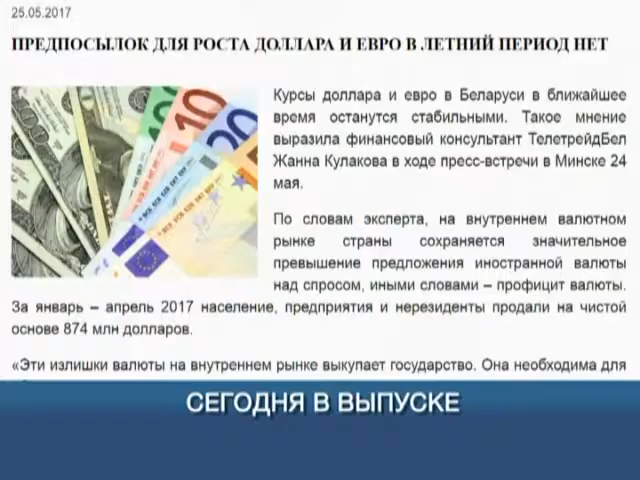 25.05.2017
ПРЕДПОСЫЛОК ДЛЯ РОСТА ДОЛЛАРА И ЕВРО В ЛЕТНИЙ ПЕРИОД НЕТ
Курсы доллара и евро в Беларуси в ближайшее
время останутся стабильными. Такое мнение
выразила финансовый консультант ТелетрейдБел
Жанна Кулакова в ходе пресс-встречи в Минске 24
мая.
По словам эксперта, на внутреннем валютном
рынке страны сохраняется значительное
превышение предложения иностранной валюты
над спросом, иными словами – профицит валюты.
За январь – апрель 2017 население, предприятия и нерезиденты продали на чистой
основе 874 млн долларов.
«Эти излишки валюты на внутреннем рынке выкупает государство. Она необходима для
СЕГОДНЯ В ВЫПУСКЕ